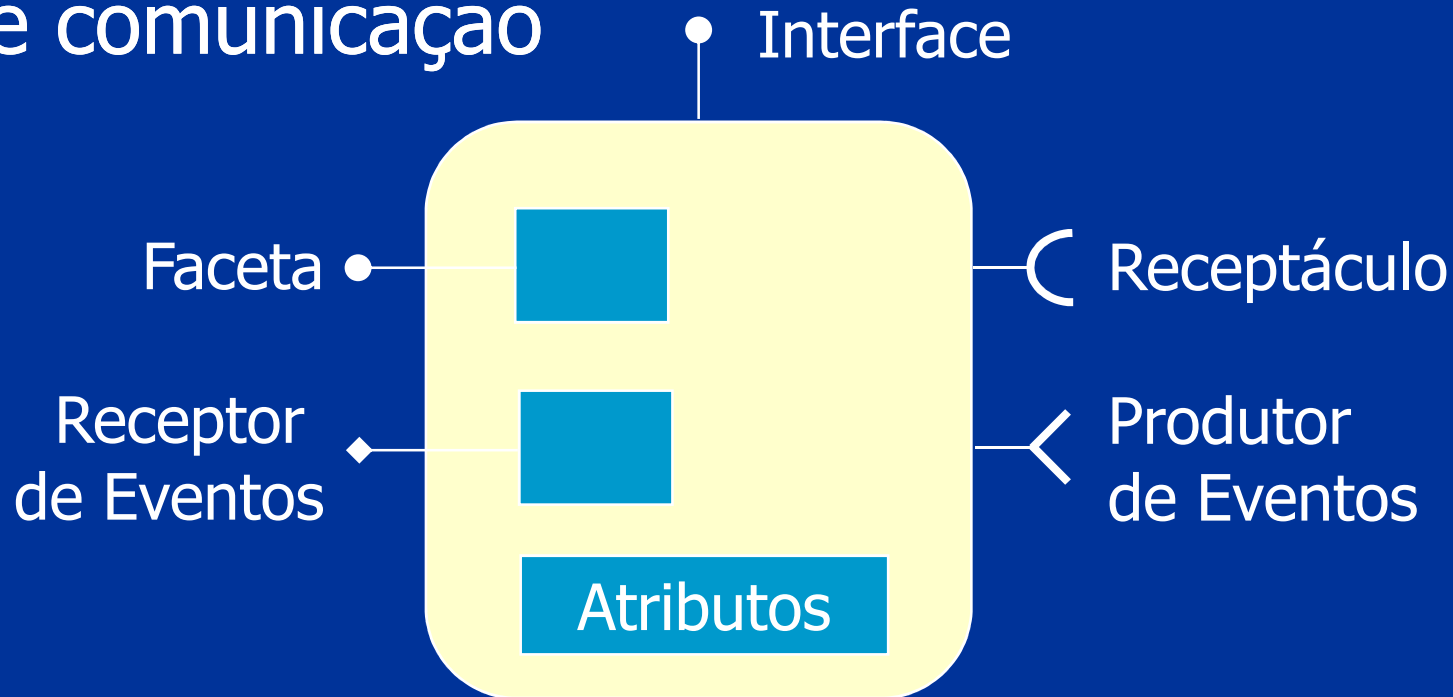 e comunicação
Interface
Faceta
Receptáculo
Receptor
de Eventos
Produtor
de Eventos
Atributos